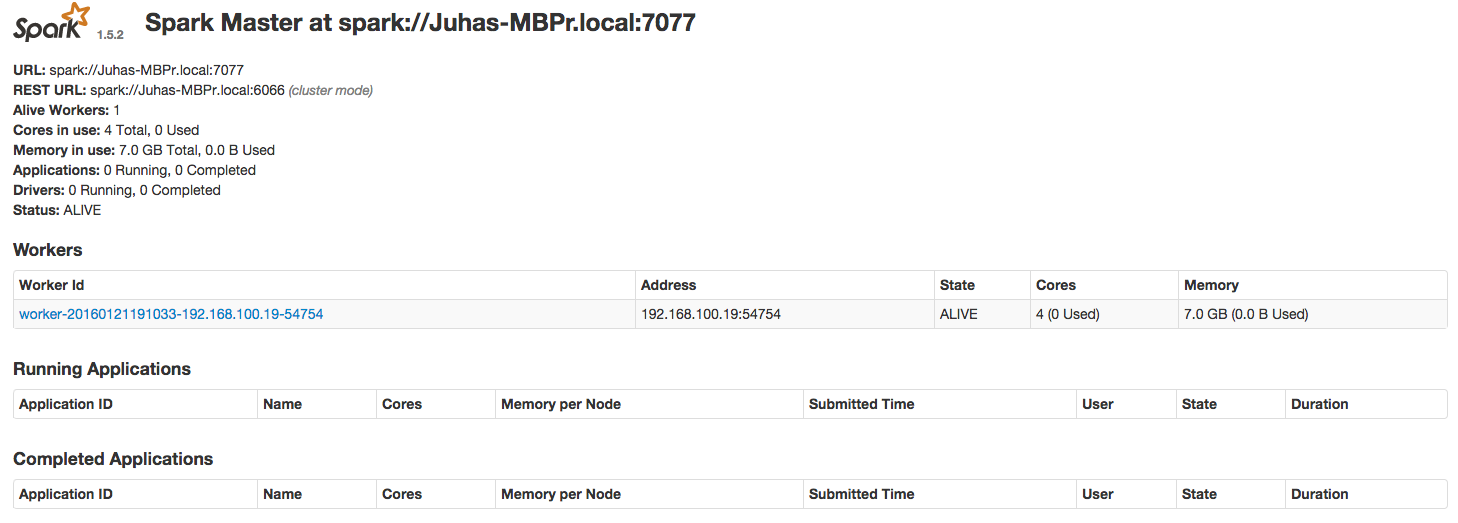 Spark 1.5.2 Spark Master at spark://Juhas-MBPr.local:7077
URL: spark://Juhas-MBPr.local:7077
REST URL: spark://Juhas-MBPr.local:6066 (cluster mode)
Alive Workers: 1
Cores in use: 4 Total, 0 Used
Memory in use: 7.0 GB Total, 0.0 B Used
Applications: 0 Running, 0 Completed
Drivers: 0 Running, 0 Completed
Status: ALIVE
Workers
Worker Id Address State Cores Memory
worker-20160121191033-192.168.100.19-54754 192.168.100.19:54754 ALIVE 4 (0 Used) 7.0 GB (0.0 B Used)
Running Applications
Application ID Name Cores Memory per Node Submitted Time User State Duration
Completed Applications
Application ID Name Cores Memory per Node Submitted Time User State Duration